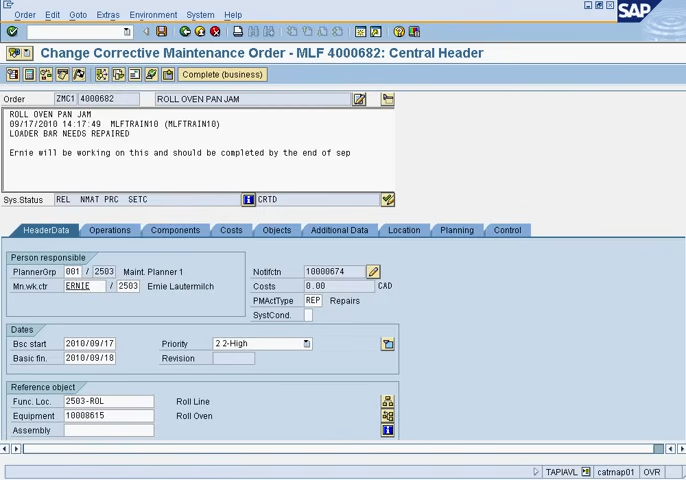 Order Edit Goto Extras Environment System Help
SAP
Change Corrective Maintenance Order - MLF 4000682: Central Header
Complete (business)
Order ZMC1 4000682 ROLL OVEN PAN JAM
ROLL OVEN PAN JAM
09/17/2010 14:17:49 MLFTRAIN10 (MLFTRAIN10)
LOADER BAR NEEDS REPAIRED
Ernie will be working on this and should be completed by the end of sep
Sys.Status REL NMAT PRC SETC CRTD
HeaderData Operations Components Costs Objects Additional Data Location Planning Control
Person responsible
PlannerGrp 001 / 2503 Maint. Planner 1 Notifctn 10000674
Mn.wk.ctr ERNIE / 2503 Ernie Lautermilch Costs 0.00 CAD
PMActType REP Repairs
SystCond.
Dates
Bsc start 2010/09/17 Priority 2 2-High
Basic fin. 2010/09/18 Revision
Reference object
Func. Loc. 2503-ROL Roll Line
Equipment 10008615 Roll Oven
Assembly
TAPIAVL catrnap01 OVR